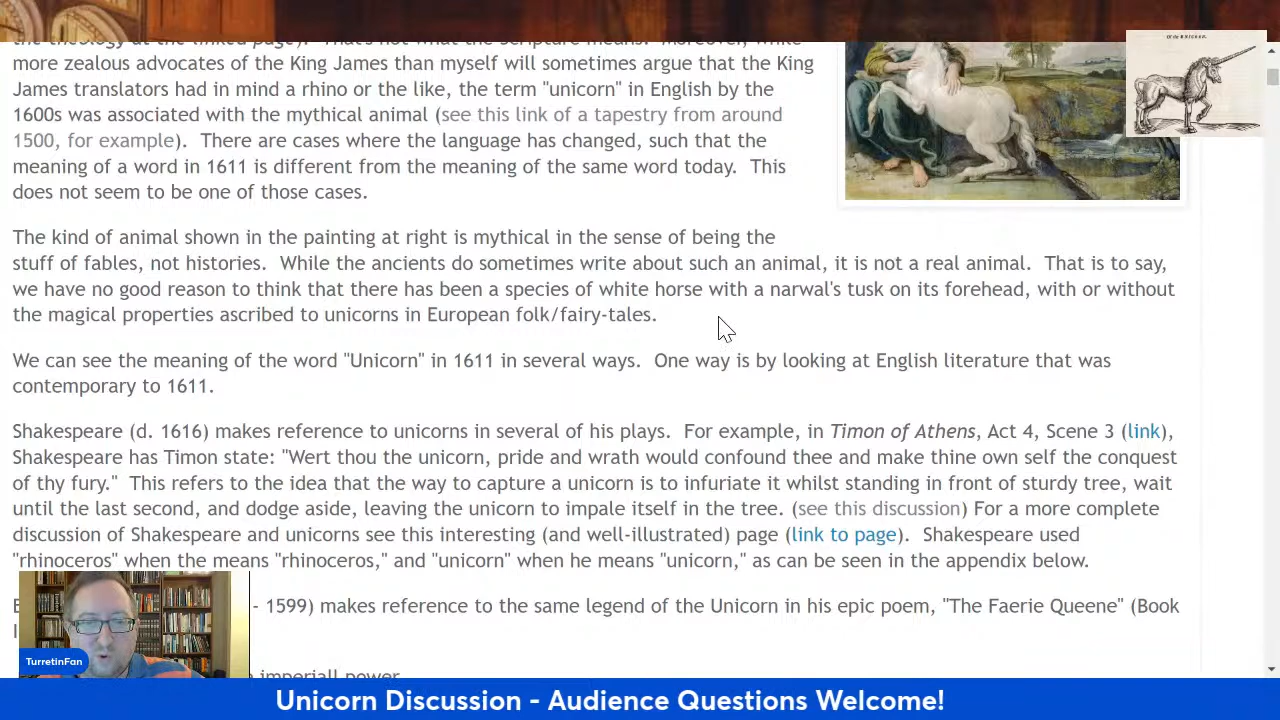 more zealous advocates of the King James than myself will sometimes argue that the King
James translators had in mind a rhino or the like, the term "unicorn" in English by the
1600s was associated with the mythical animal (see this link of a tapestry from around
1500, for example).  There are cases where the language has changed, such that the
meaning of a word in 1611 is different from the meaning of the same word today.  This
does not seem to be one of those cases.
The kind of animal shown in the painting at right is mythical in the sense of being the
stuff of fables, not histories.  While the ancients do sometimes write about such an animal, it is not a real animal.  That is to say,
we have no good reason to think that there has been a species of white horse with a narwal's tusk on its forehead, with or without
the magical properties ascribed to unicorns in European folk/fairy-tales.
We can see the meaning of the word "Unicorn" in 1611 in several ways.  One way is by looking at English literature that was
contemporary to 1611.
Shakespeare (d. 1616) makes reference to unicorns in several of his plays.  For example, in Timon of Athens, Act 4, Scene 3 (link),
Shakespeare has Timon state: "Wert thou the unicorn, pride and wrath would confound thee and make thine own self the conquest
of thy fury."  This refers to the idea that the way to capture a unicorn is to infuriate it whilst standing in front of sturdy tree, wait
until the last second, and dodge aside, leaving the unicorn to impale itself in the tree. (see this discussion) For a more complete
discussion of Shakespeare and unicorns see this interesting (and well-illustrated) page (link to page).  Shakespeare used
"rhinoceros" when the means "rhinoceros," and "unicorn" when he means "unicorn," as can be seen in the appendix below.
- 1599) makes reference to the same legend of the Unicorn in his epic poem, "The Faerie Queene" (Book
imperiall power
TurretinFan
Unicorn Discussion - Audience Questions Welcome!